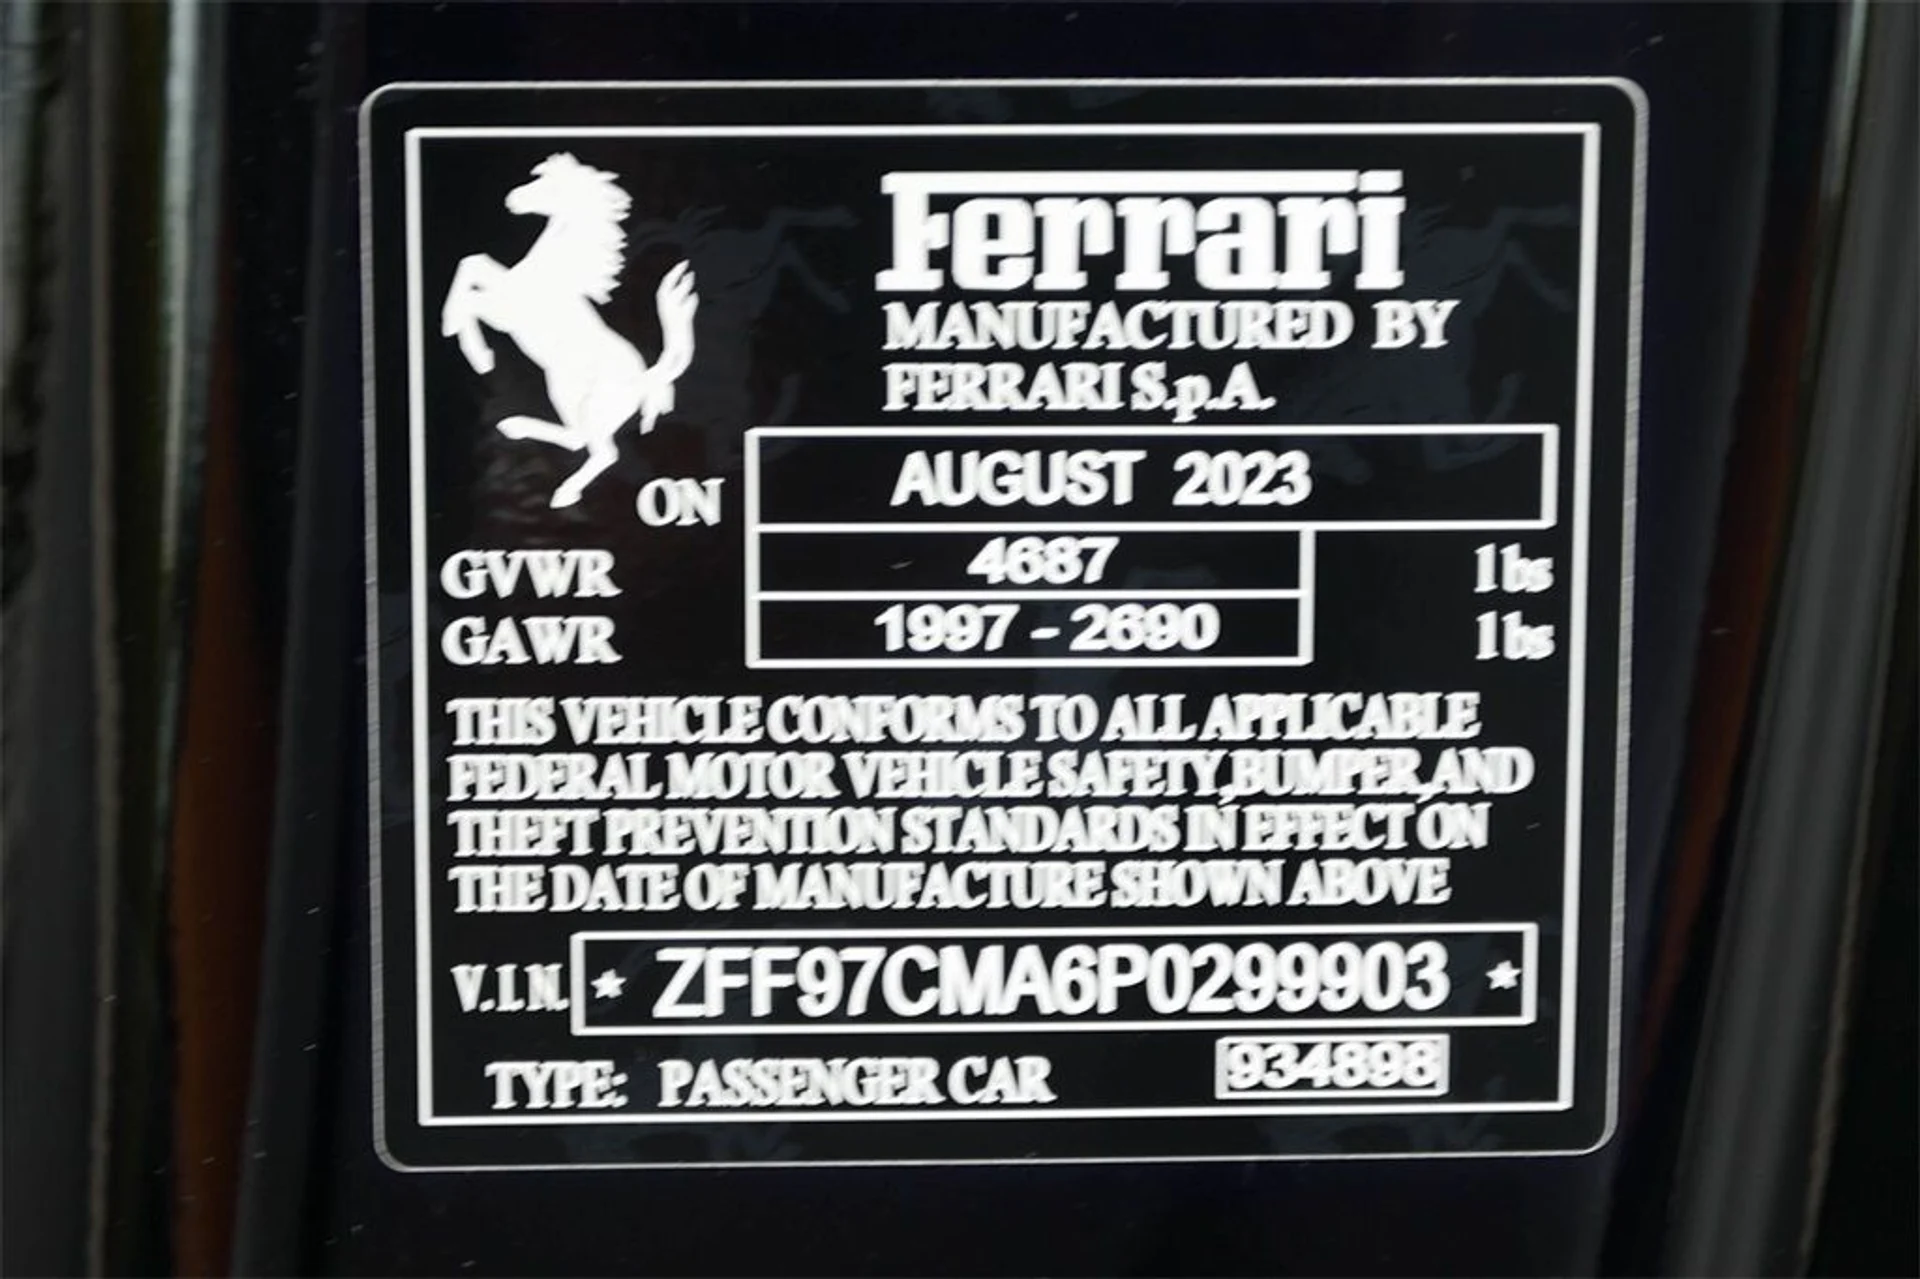 Ferrari
MANUFACTURED BY
FERRARI S.p.A.
ON AUGUST 2023
GVWR 4687 lbs
GAWR 1997 - 2690 lbs
THIS VEHICLE CONFORMS TO ALL APPLICABLE
FEDERAL MOTOR VEHICLE SAFETY,BUMPER,AND
THEFT PREVENTION STANDARDS IN EFFECT ON
THE DATE OF MANUFACTURE SHOWN ABOVE
V.I.N. * ZFF97CMA6P0299903 *
TYPE: PASSENGER CAR 934898